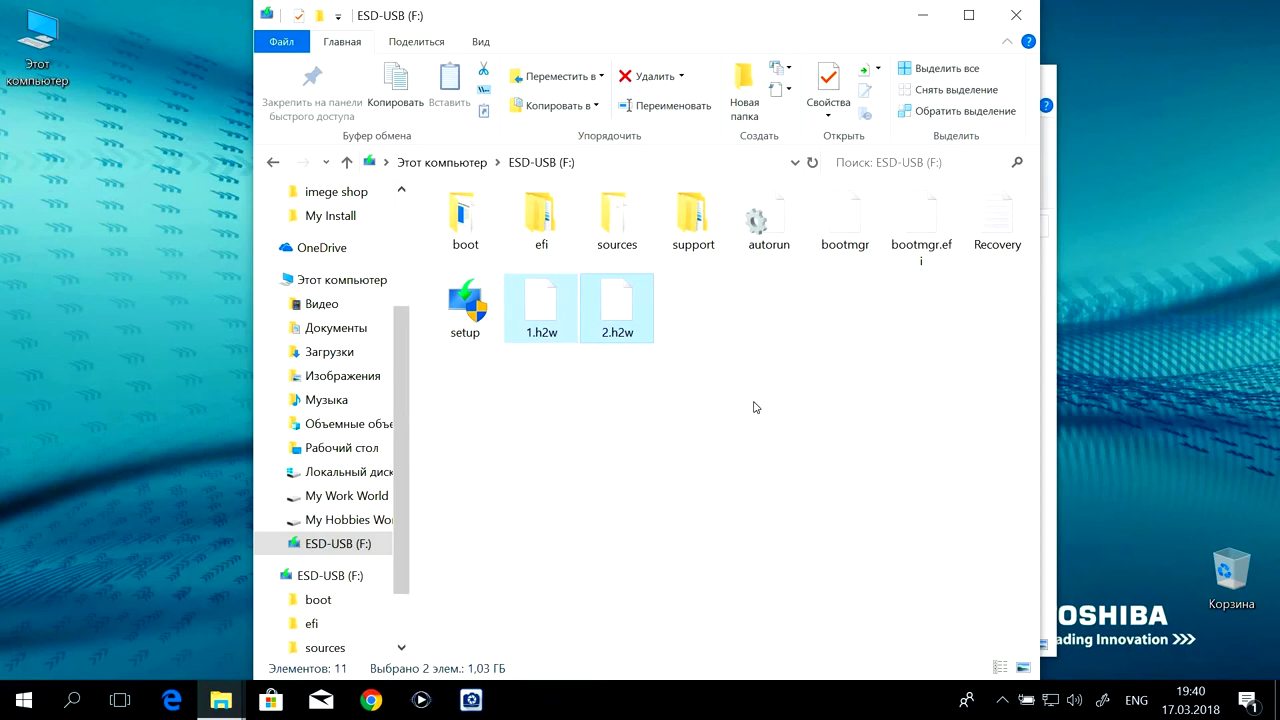 Этот
компьютер
ESD-USB (F:)
Файл
Главная
Поделиться
Вид
Закрепить на панели
быстрого доступа
Копировать
Вставить
Буфер обмена
Переместить в
Копировать в
Удалить
Переименовать
Упорядочить
Новая
папка
Создать
Свойства
Открыть
Выделить все
Снять выделение
Обратить выделение
Выделить
Этот компьютер
ESD-USB (F:)
Поиск: ESD-USB (F:)
imege shop
My Install
OneDrive
Этот компьютер
Видео
Документы
Загрузки
Изображения
Музыка
Объемные объе
Рабочий стол
Локальный диск
My Work World
My Hobbies Wo
ESD-USB (F:)
ESD-USB (F:)
boot
efi
sources
boot
efi
sources
support
autorun
bootmgr
bootmgr.ef
i
Recovery
setup
1.h2w
2.h2w
Элементов: 11
Выбрано 2 элем.: 1,03 ГБ
Корзина
OSHIBA
ading Innovation >>>
ENG
19:40
17.03.2018
1